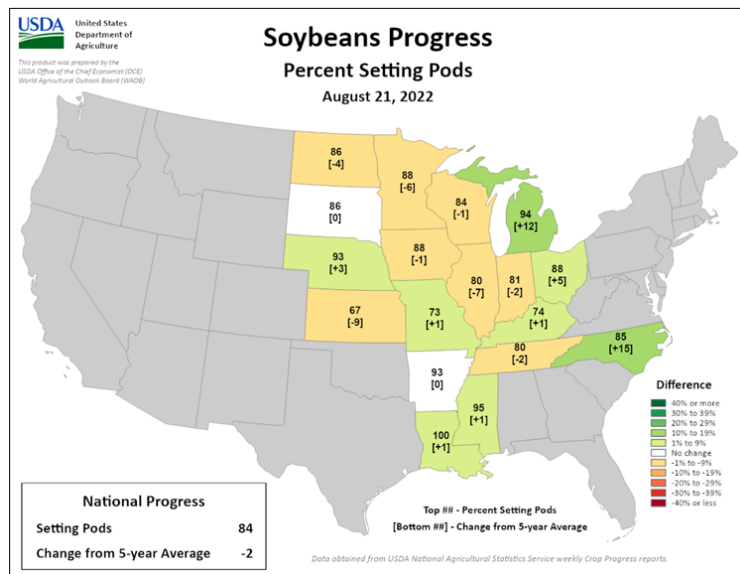 USDA
United States
Department of
Agriculture
This product was prepared by the
USDA Office of the Chief Economist (OCE)
World Agricultural Outlook Board (WAOB)
Soybeans Progress
Percent Setting Pods
August 21, 2022
86
[-4]
88
[-6]
84
[-1]
94
[+12]
86
[0]
93
[+3]
88
[-1]
80
[-7]
81
[-2]
88
[+5]
67
[-9]
73
[+1]
74
[+1]
80
[-2]
85
[+15]
93
[0]
95
[+1]
100
[+1]
Difference
40% or more
30% to 39%
20% to 29%
10% to 19%
1% to 9%
No change
-1% to -9%
-10% to -19%
-20% to -29%
-30% to -39%
-40% or less
National Progress
Setting Pods 84
Change from 5-year Average -2
Top ## - Percent Setting Pods
[Bottom ##] - Change from 5-year Average
Data obtained from USDA National Agricultural Statistics Service weekly Crop Progress reports.